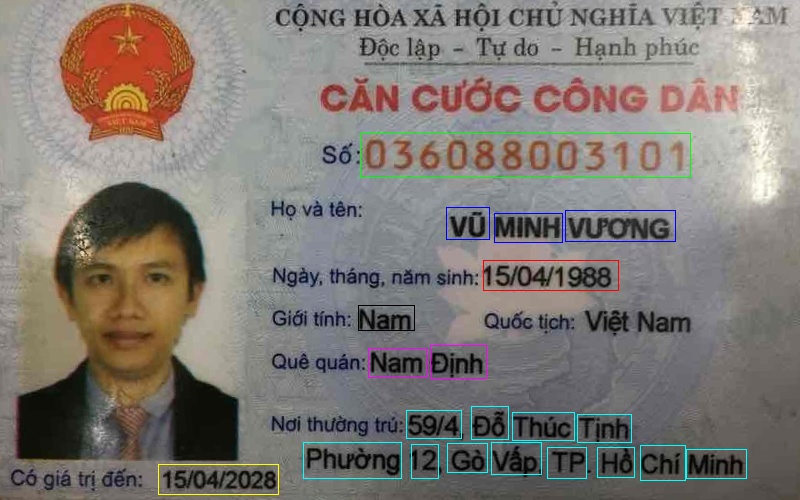 CỘNG HÒA XÃ HỘI CHỦ NGHĨA VIỆT NAM
Độc lập - Tự do - Hạnh phúc
CĂN CƯỚC CÔNG DÂN
Số: 036088003101
Họ và tên:
VŨ MINH VƯƠNG
Ngày, tháng, năm sinh: 15/04/1988
Giới tính: Nam Quốc tịch: Việt Nam
Quê quán: Nam Định
Nơi thường trú: 59/4, Đỗ Thúc Tịnh
Phường 12, Gò Vấp, TP. Hồ Chí Minh
Có giá trị đến: 15/04/2028